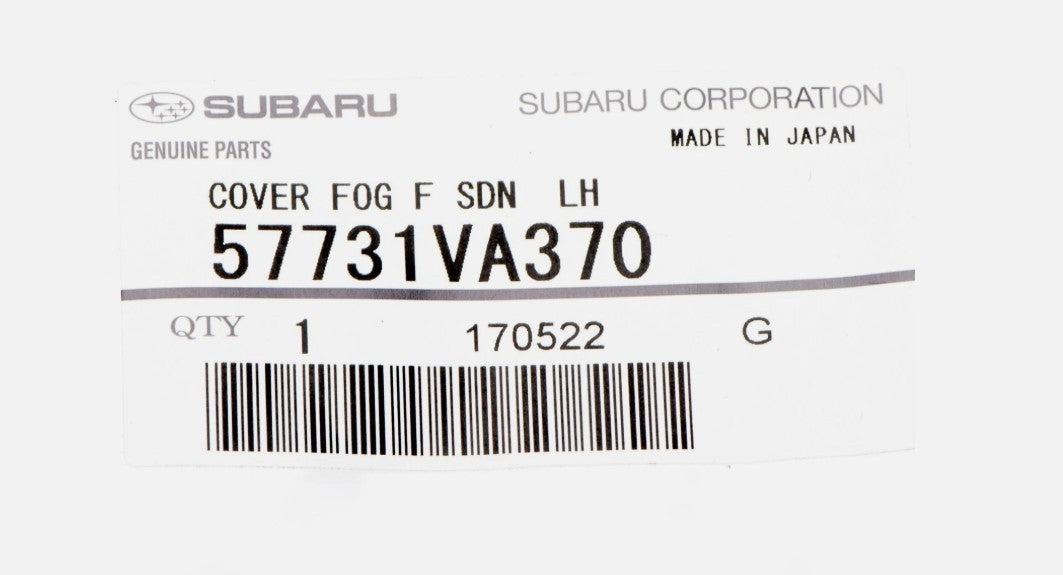 SUBARU
SUBARU CORPORATION
GENUINE PARTS
MADE IN JAPAN
COVER FOG F SDN  LH
57731VA370
QTY 1 170522 G